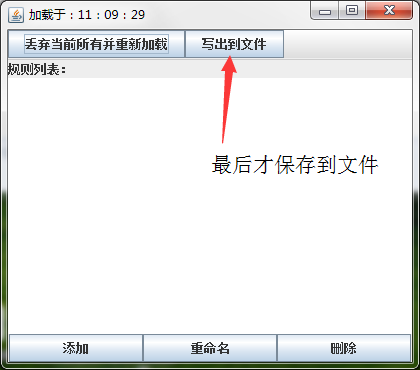 加载于：11：09：29
丢弃当前所有并重新加载 写出到文件
规则列表：
最后才保存到文件
添加 重命名 删除